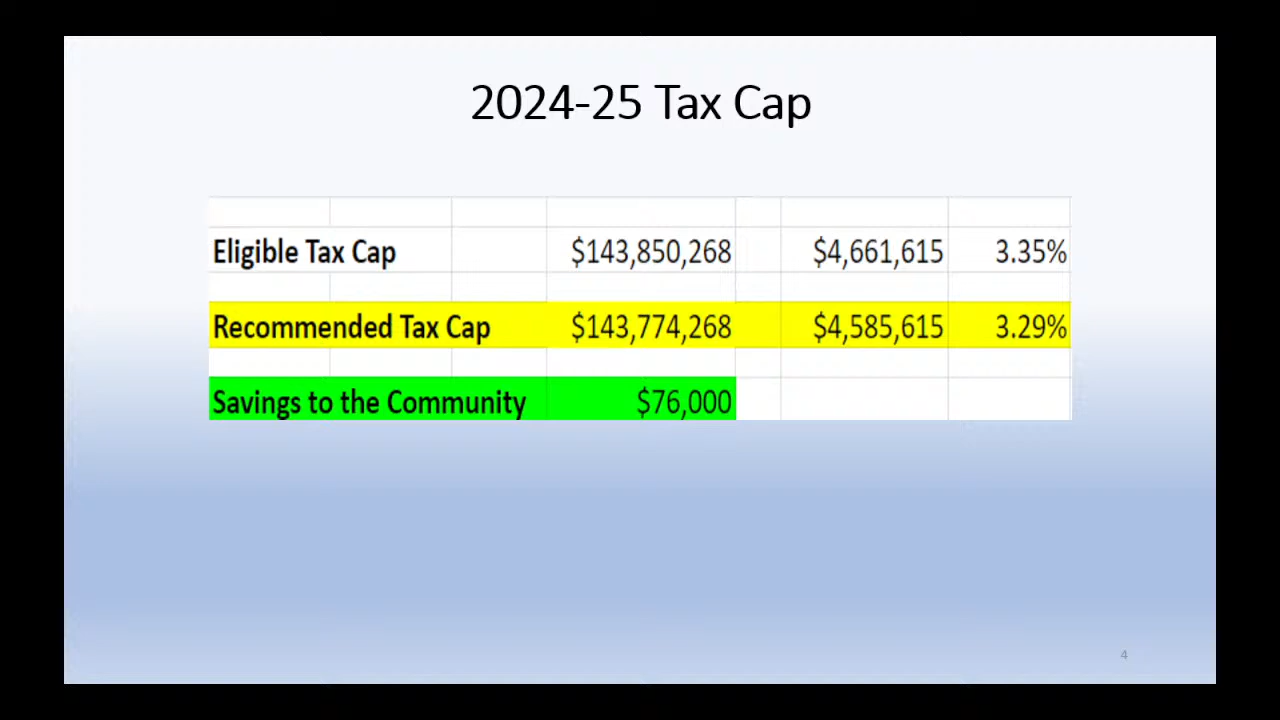 2024-25 Tax Cap
Eligible Tax Cap $143,850,268 $4,661,615 3.35%
Recommended Tax Cap $143,774,268 $4,585,615 3.29%
Savings to the Community $76,000
4